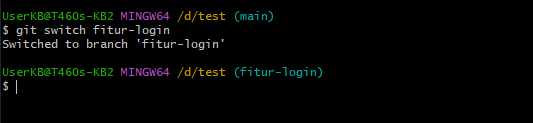 UserKB@T460s-KB2 MINGW64 /d/test (main)
$ git switch fitur-login
Switched to branch 'fitur-login'
UserKB@T460s-KB2 MINGW64 /d/test (fitur-login)
$